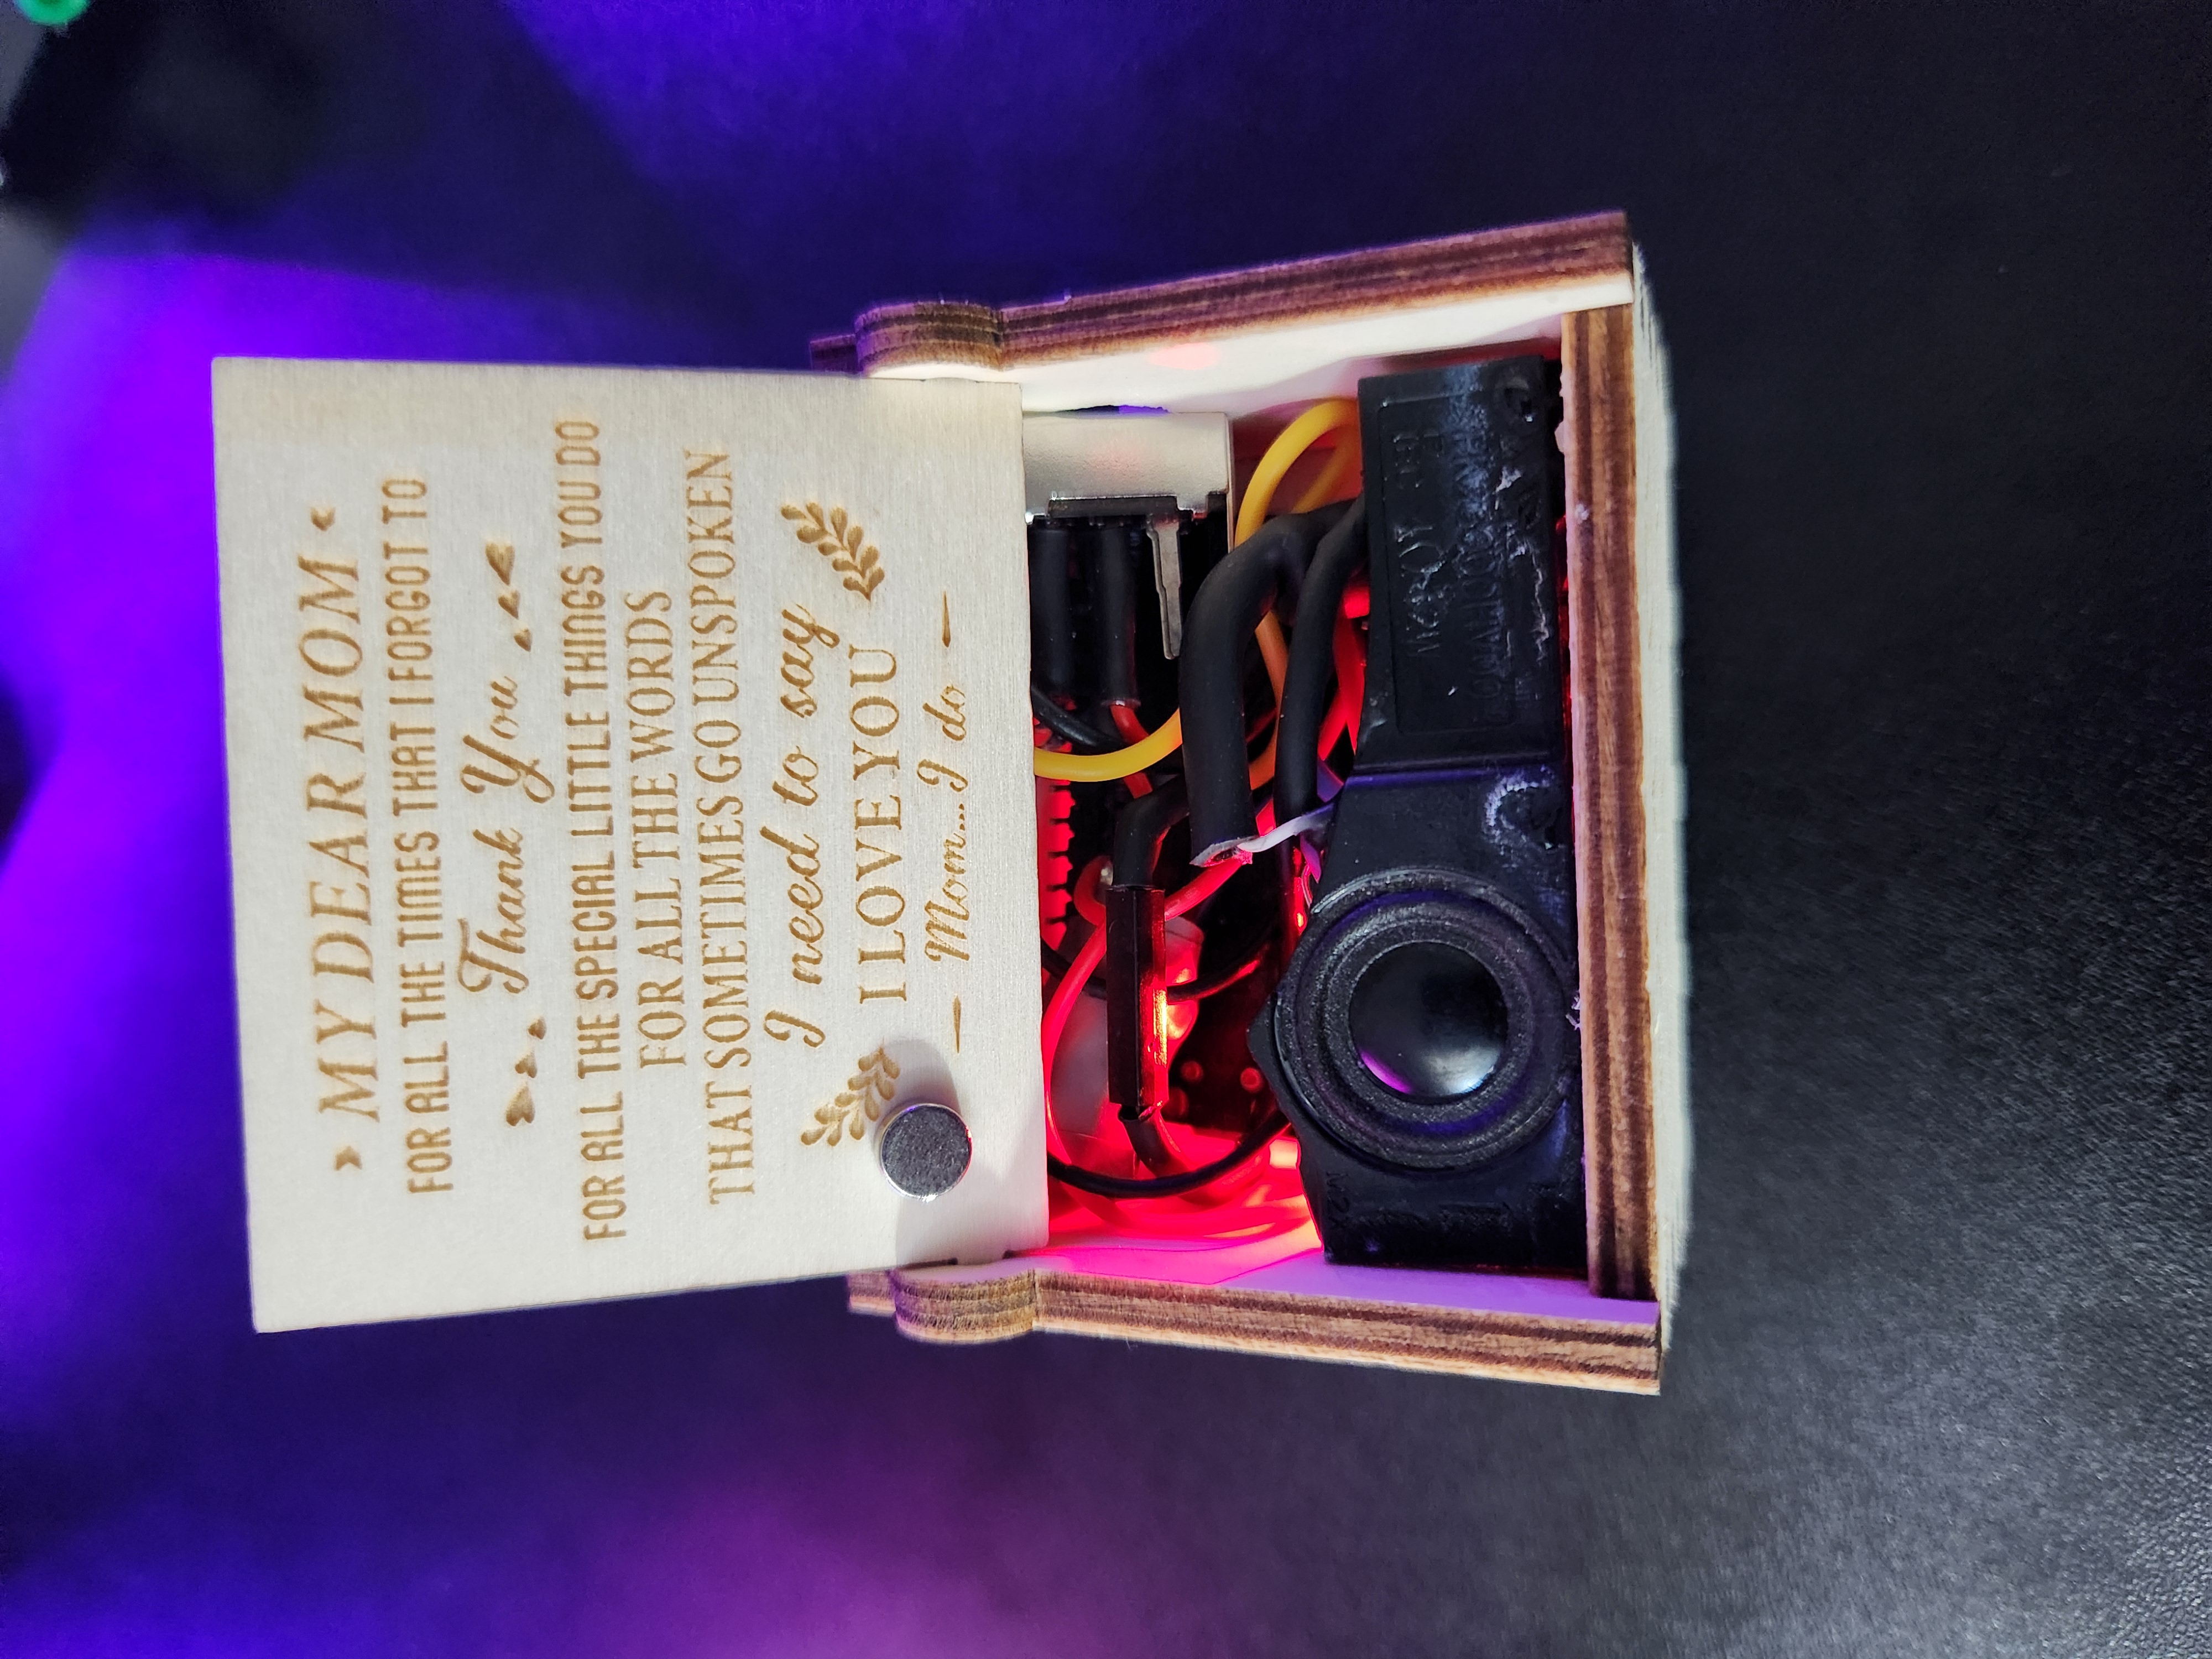 MY DEAR MOM
FOR ALL THE TIMES THAT I FORGOT TO
Thank You
FOR ALL THE SPECIAL LITTLE THINGS YOU DO
FOR ALL THE WORDS
THAT SOMETIMES GO UNSPOKEN
I need to say
I LOVE YOU
— Mom...I do —